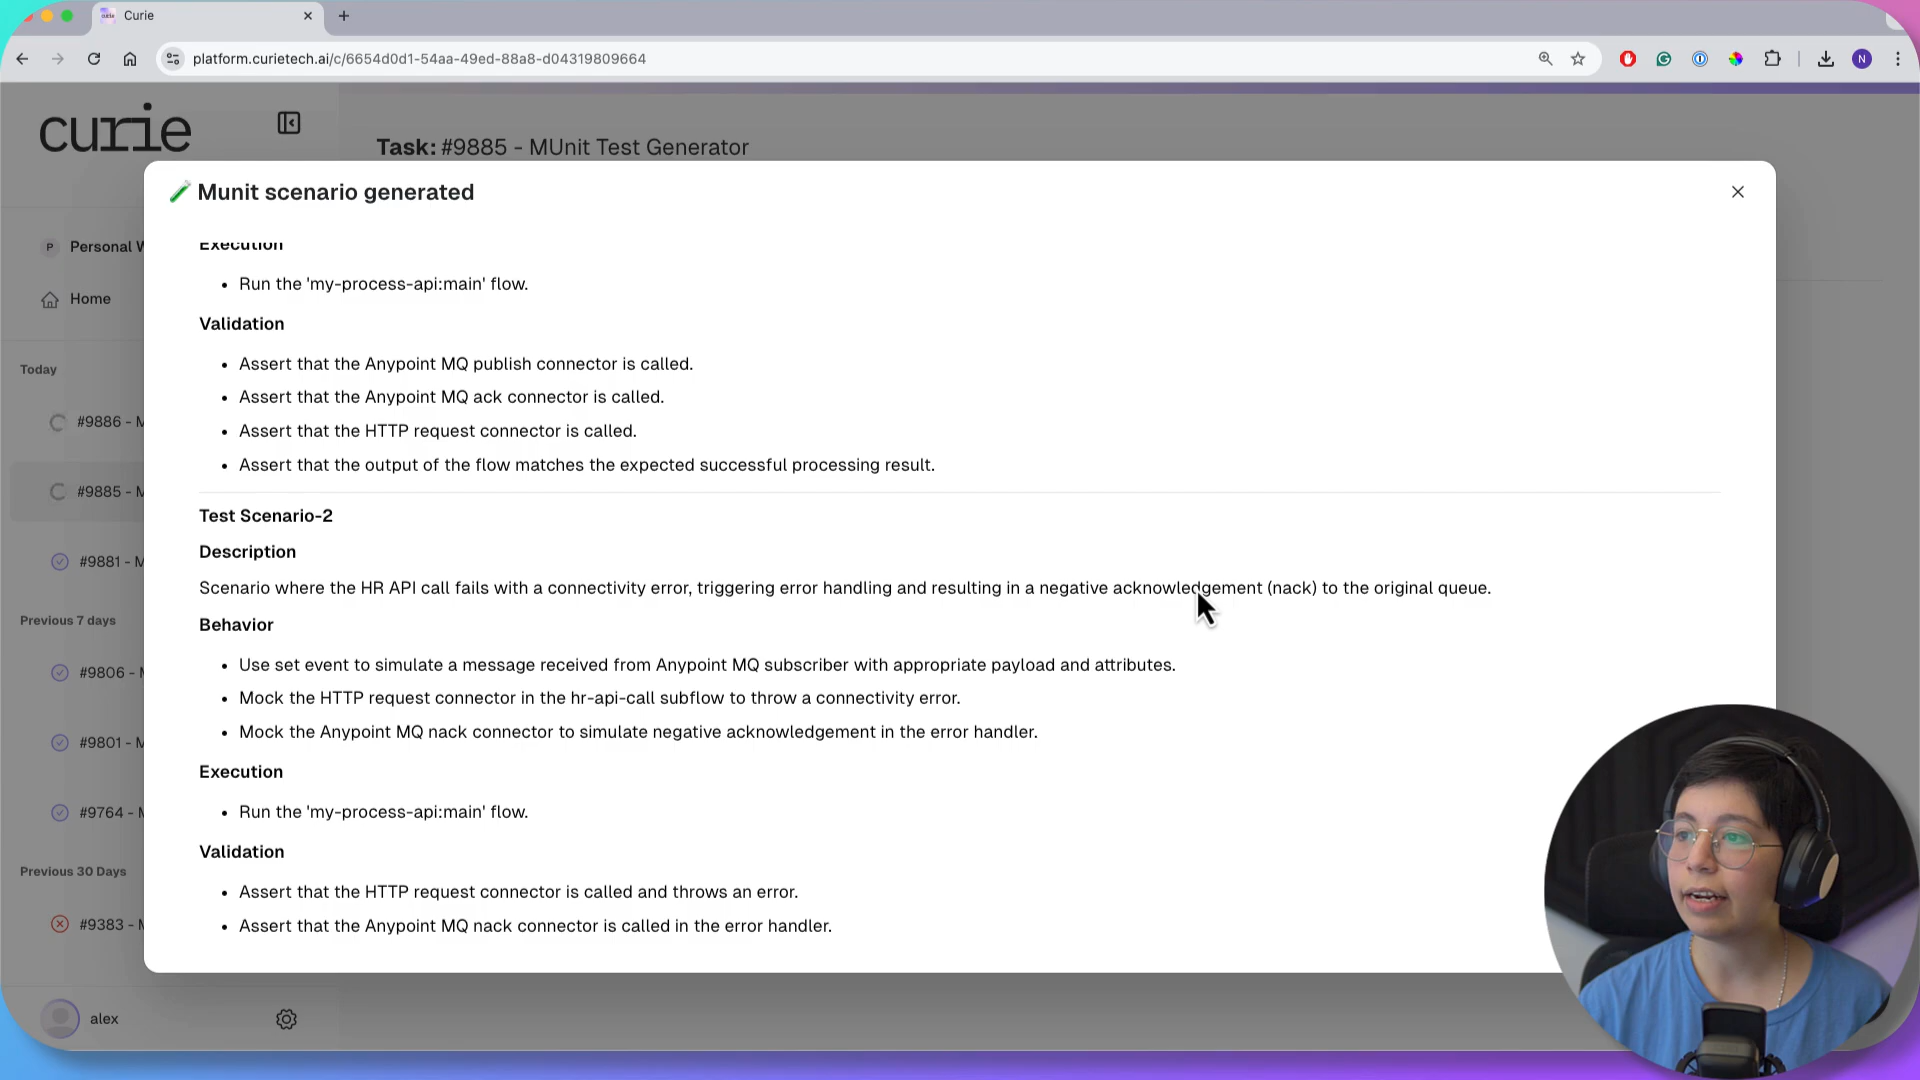 Curie
platform.curietech.ai/c/6654d0d1-54aa-49ed-88a8-d04319809664
N
curie
Task: #9885 - MUnit Test Generator
Munit scenario generated
P Personal W
Home
Today
#9886 - M
#9885 - M
#9881 - M
Previous 7 days
#9806 - M
#9801 - M
#9764 - M
Previous 30 Days
#9383 - M
alex
Execution
• Run the 'my-process-api:main' flow.
Validation
• Assert that the Anypoint MQ publish connector is called.
• Assert that the Anypoint MQ ack connector is called.
• Assert that the HTTP request connector is called.
• Assert that the output of the flow matches the expected successful processing result.
Test Scenario-2
Description
Scenario where the HR API call fails with a connectivity error, triggering error handling and resulting in a negative acknowledgement (nack) to the original queue.
Behavior
• Use set event to simulate a message received from Anypoint MQ subscriber with appropriate payload and attributes.
• Mock the HTTP request connector in the hr-api-call subflow to throw a connectivity error.
• Mock the Anypoint MQ nack connector to simulate negative acknowledgement in the error handler.
Execution
• Run the 'my-process-api:main' flow.
Validation
• Assert that the HTTP request connector is called and throws an error.
• Assert that the Anypoint MQ nack connector is called in the error handler.